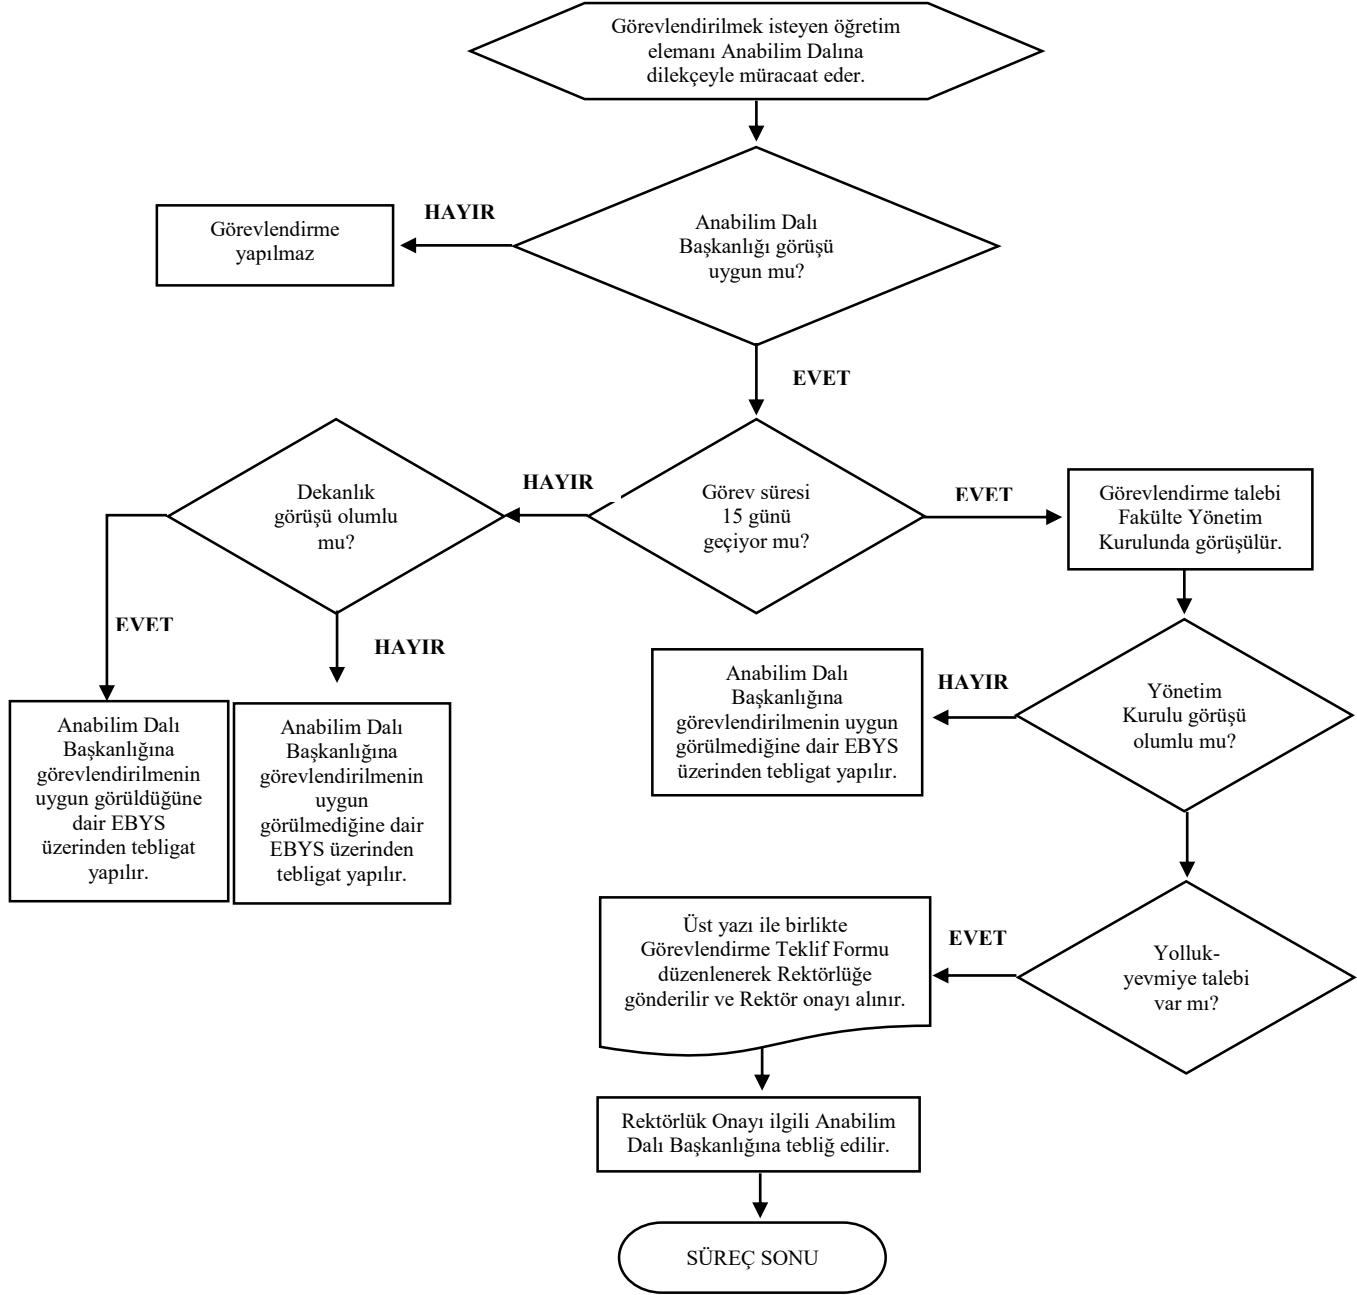 Görevlendirilmek isteyen öğretim
elemanı Anabilim Dalına
dilekçeyle müracaat eder.
HAYIR
Görevlendirme
yapılmaz
Anabilim Dalı
Başkanlığı görüşü
uygun mu?
EVET
Dekanlık
görüşü olumlu
mu?
HAYIR
Görev süresi
15 günü
geçiyor mu?
EVET
Görevlendirme talebi
Fakülte Yönetim
Kurulunda görüşülür.
EVET
HAYIR
Anabilim Dalı
Başkanlığına
görevlendirilmenin uygun
görülmediğine dair EBYS
üzerinden tebligat yapılır.
HAYIR
Yönetim
Kurulu görüşü
olumlu mu?
Anabilim Dalı
Başkanlığına
görevlendirilmenin
uygun görüldüğüne
dair EBYS
üzerinden tebligat
yapılır.
Anabilim Dalı
Başkanlığına
görevlendirilmenin
uygun
görülmediğine dair
EBYS üzerinden
tebligat yapılır.
Üst yazı ile birlikte
Görevlendirme Teklif Formu
düzenlenerek Rektörlüğe
gönderilir ve Rektör onayı alınır.
EVET
Yolluk-
yevmiye talebi
var mı?
Rektörlük Onayı ilgili Anabilim
Dalı Başkanlığına tebliğ edilir.
SÜREÇ SONU